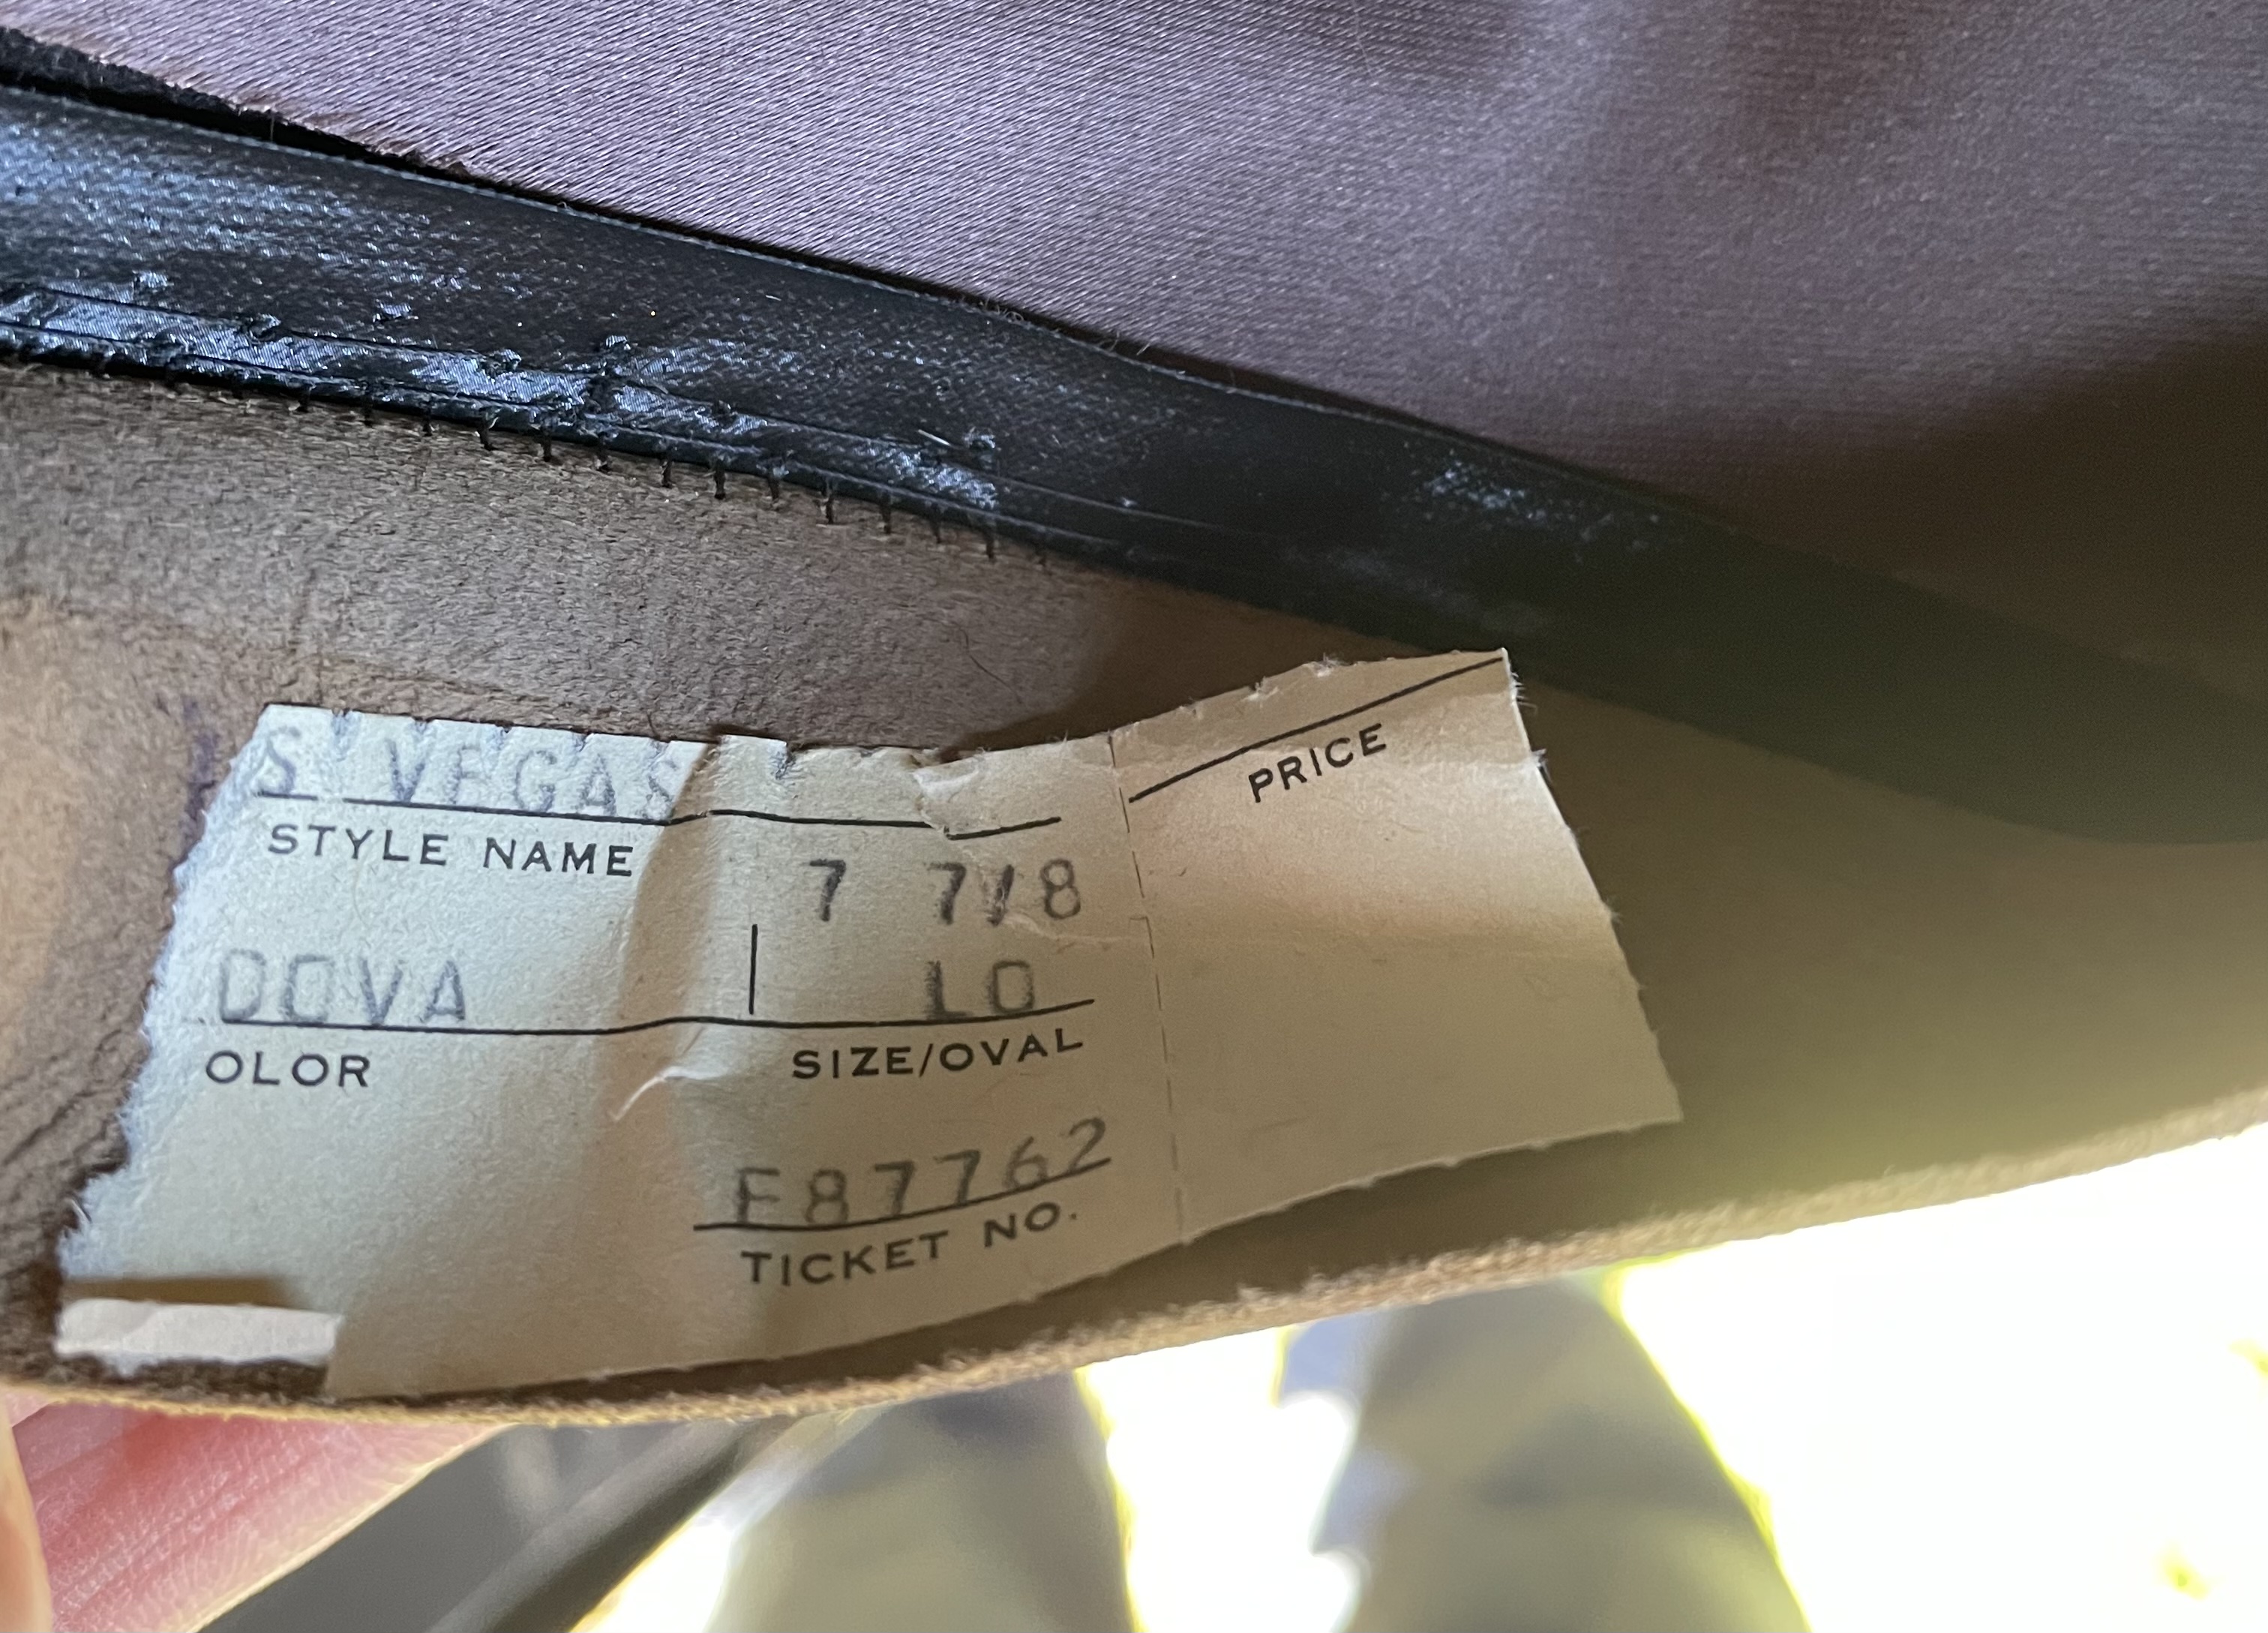 S VEGAS
STYLE NAME
PRICE
7 7/8
DOVA LO
OLOR SIZE/OVAL
F87762
TICKET NO.